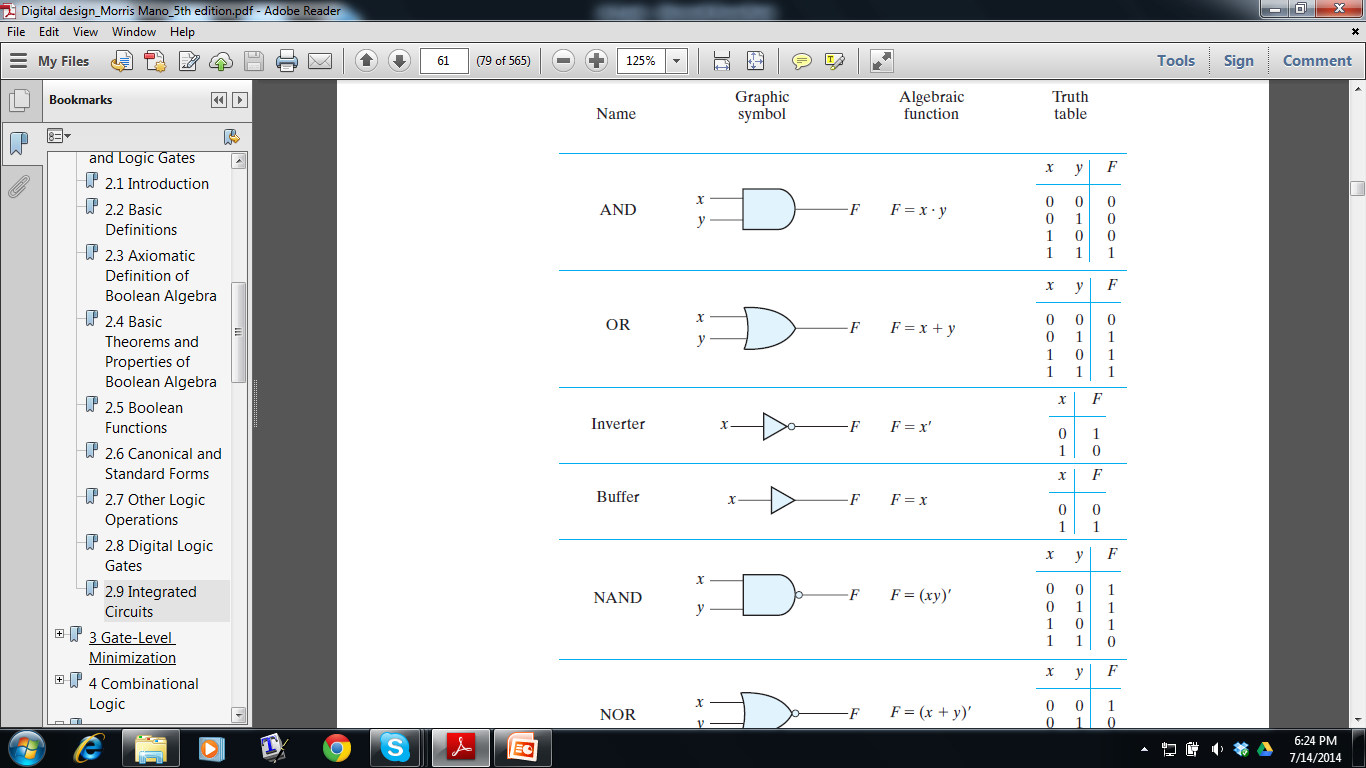 Digital design_Morris Mano_5th edition.pdf - Adobe Reader
File Edit View Window Help
My Files 61 (79 of 565) 125% Tools Sign Comment
Bookmarks
and Logic Gates
2.1 Introduction
2.2 Basic
Definitions
2.3 Axiomatic
Definition of
Boolean Algebra
2.4 Basic
Theorems and
Properties of
Boolean Algebra
2.5 Boolean
Functions
2.6 Canonical and
Standard Forms
2.7 Other Logic
Operations
2.8 Digital Logic
Gates
2.9 Integrated
Circuits
3 Gate-Level
Minimization
4 Combinational
Logic
Name Graphic symbol Algebraic function Truth table
AND x y F F = x · y
x y F
0 0 0
0 1 0
1 0 0
1 1 1
OR x y F F = x + y
x y F
0 0 0
0 1 1
1 0 1
1 1 1
Inverter x F F = x′
x F
0 1
1 0
Buffer x F F = x
x F
0 0
1 1
NAND x y F F = (xy)′
x y F
0 0 1
0 1 1
1 0 1
1 1 0
NOR x y F F = (x + y)′
x y F
0 0 1
0 1 0
6:24 PM
7/14/2014